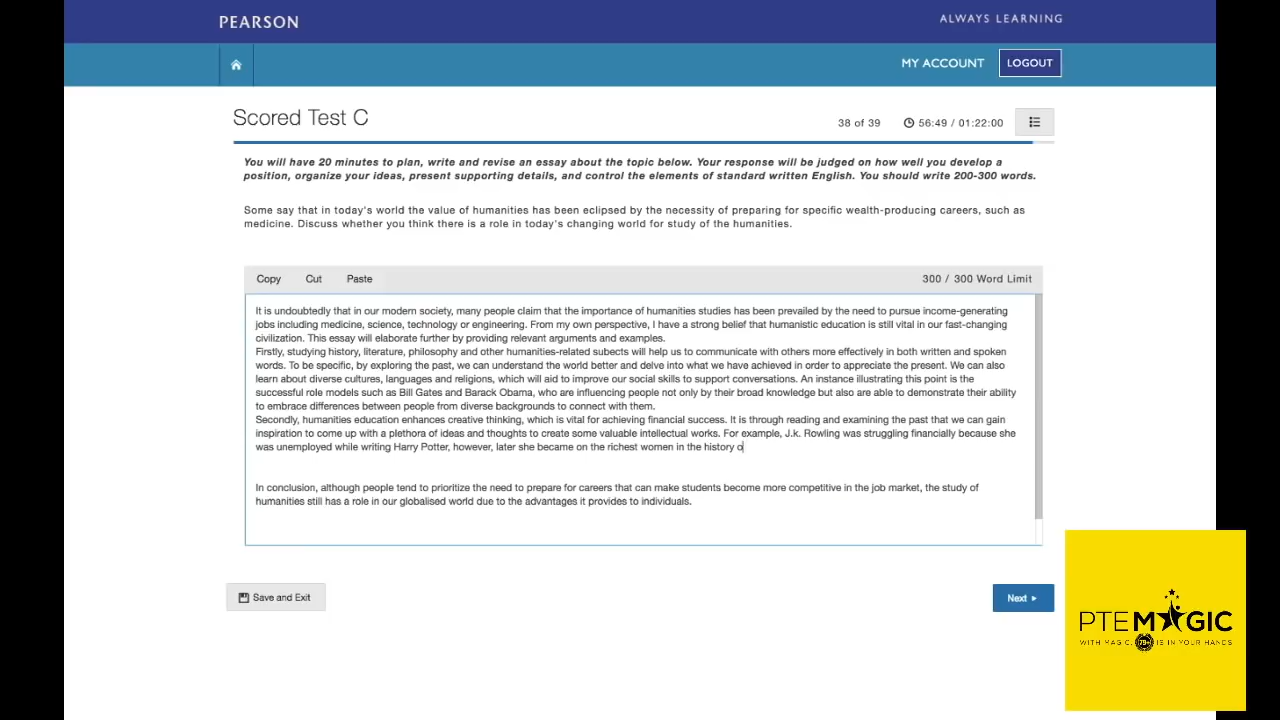 PEARSON
ALWAYS LEARNING
MY ACCOUNT
LOGOUT
Scored Test C
38 of 39
56:49 / 01:22:00
You will have 20 minutes to plan, write and revise an essay about the topic below. Your response will be judged on how well you develop a
position, organize your ideas, present supporting details, and control the elements of standard written English. You should write 200-300 words.
Some say that in today's world the value of humanities has been eclipsed by the necessity of preparing for specific wealth-producing careers, such as
medicine. Discuss whether you think there is a role in today's changing world for study of the humanities.
Copy Cut Paste
300 / 300 Word Limit
It is undoubtedly that in our modern society, many people claim that the importance of humanities studies has been prevailed by the need to pursue income-generating
jobs including medicine, science, technology or engineering. From my own perspective, I have a strong belief that humanistic education is still vital in our fast-changing
civilization. This essay will elaborate further by providing relevant arguments and examples.
Firstly, studying history, literature, philosophy and other humanities-related subects will help us to communicate with others more effectively in both written and spoken
words. To be specific, by exploring the past, we can understand the world better and delve into what we have achieved in order to appreciate the present. We can also
learn about diverse cultures, languages and religions, which will aid to improve our social skills to support conversations. An instance illustrating this point is the
successful role models such as Bill Gates and Barack Obama, who are influencing people not only by their broad knowledge but also are able to demonstrate their ability
to embrace differences between people from diverse backgrounds to connect with them.
Secondly, humanities education enhances creative thinking, which is vital for achieving financial success. It is through reading and examining the past that we can gain
inspiration to come up with a plethora of ideas and thoughts to create some valuable intellectual works. For example, J.k. Rowling was struggling financially because she
was unemployed while writing Harry Potter, however, later she became on the richest women in the history o
In conclusion, although people tend to prioritize the need to prepare for careers that can make students become more competitive in the job market, the study of
humanities still has a role in our globalised world due to the advantages it provides to individuals.
Save and Exit
Next
PTEMAGIC
WITH MAGIC, 79+ IS IN YOUR HANDS